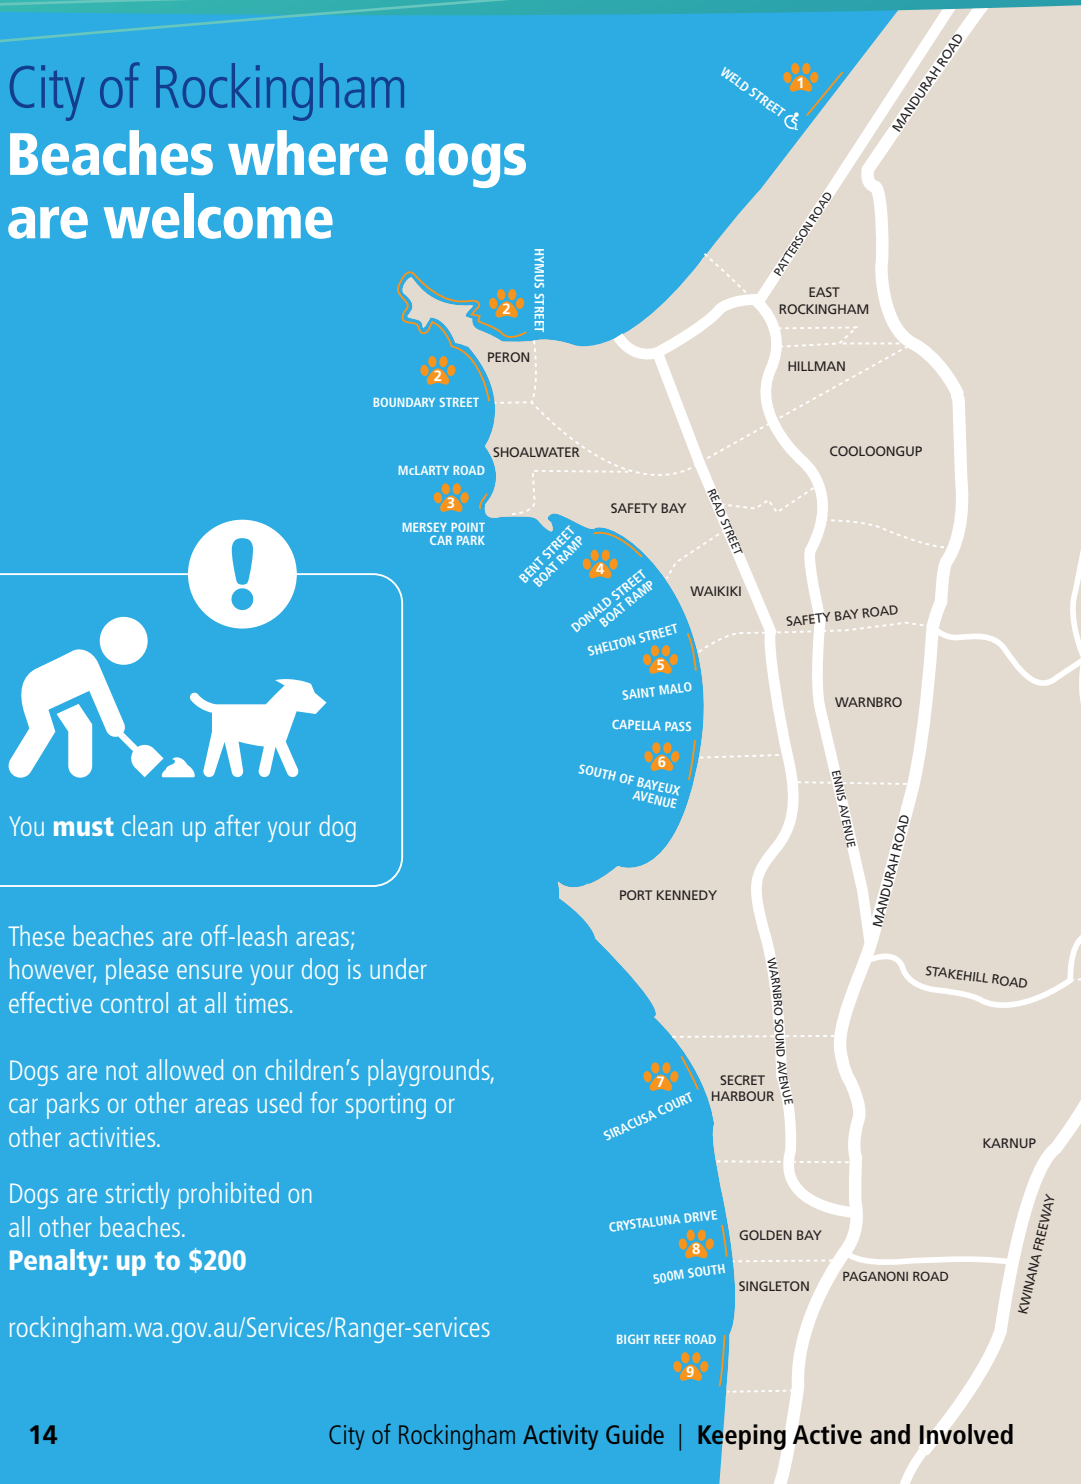 City of Rockingham
Beaches where dogs
are welcome
WELD STREET
1
MANDURAH ROAD
PATTERSON ROAD
HYMUS STREET
2
EAST
ROCKINGHAM
PERON
HILLMAN
2
BOUNDARY STREET
SHOALWATER
COOLOONGUP
McLARTY ROAD
3
MERSEY POINT
CAR PARK
SAFETY BAY
READ STREET
BENT STREET
BOAT RAMP
4
DONALD STREET
BOAT RAMP
WAIKIKI
SAFETY BAY ROAD
SHELTON STREET
5
SAINT MALO
WARNBRO
CAPELLA PASS
6
SOUTH OF BAYEUX
AVENUE
ENNIS AVENUE
MANDURAH ROAD
You must clean up after your dog
PORT KENNEDY
These beaches are off-leash areas;
however, please ensure your dog is under
effective control at all times.
WARNBRO SOUND AVENUE
STAKEHILL ROAD
Dogs are not allowed on children’s playgrounds,
car parks or other areas used for sporting or
other activities.
7
SIRACUSA COURT
SECRET
HARBOUR
KARNUP
Dogs are strictly prohibited on
all other beaches.
Penalty: up to $200
CRYSTALUNA DRIVE
8
500M SOUTH
GOLDEN BAY
SINGLETON
PAGANONI ROAD
KWINANA FREEWAY
rockingham.wa.gov.au/Services/Ranger-services
BIGHT REEF ROAD
9
14
City of Rockingham Activity Guide | Keeping Active and Involved